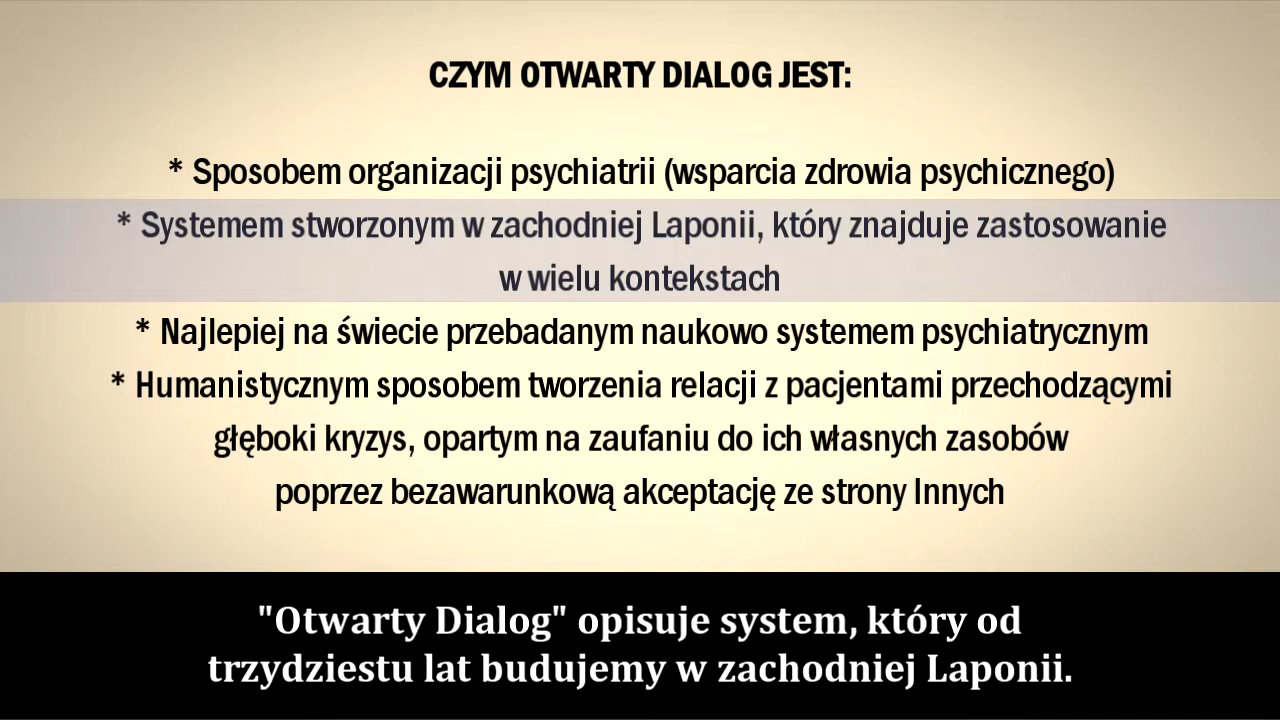 CZYM OTWARTY DIALOG JEST:
* Sposobem organizacji psychiatrii (wsparcia zdrowia psychicznego)
* Systemem stworzonym w zachodniej Laponii, który znajduje zastosowanie
w wielu kontekstach
* Najlepiej na świecie przebadanym naukowo systemem psychiatrycznym
* Humanistycznym sposobem tworzenia relacji z pacjentami przechodzącymi
głęboki kryzys, opartym na zaufaniu do ich własnych zasobów
poprzez bezawarunkową akceptację ze strony Innych
"Otwarty Dialog" opisuje system, który od
trzydziestu lat budujemy w zachodniej Laponii.